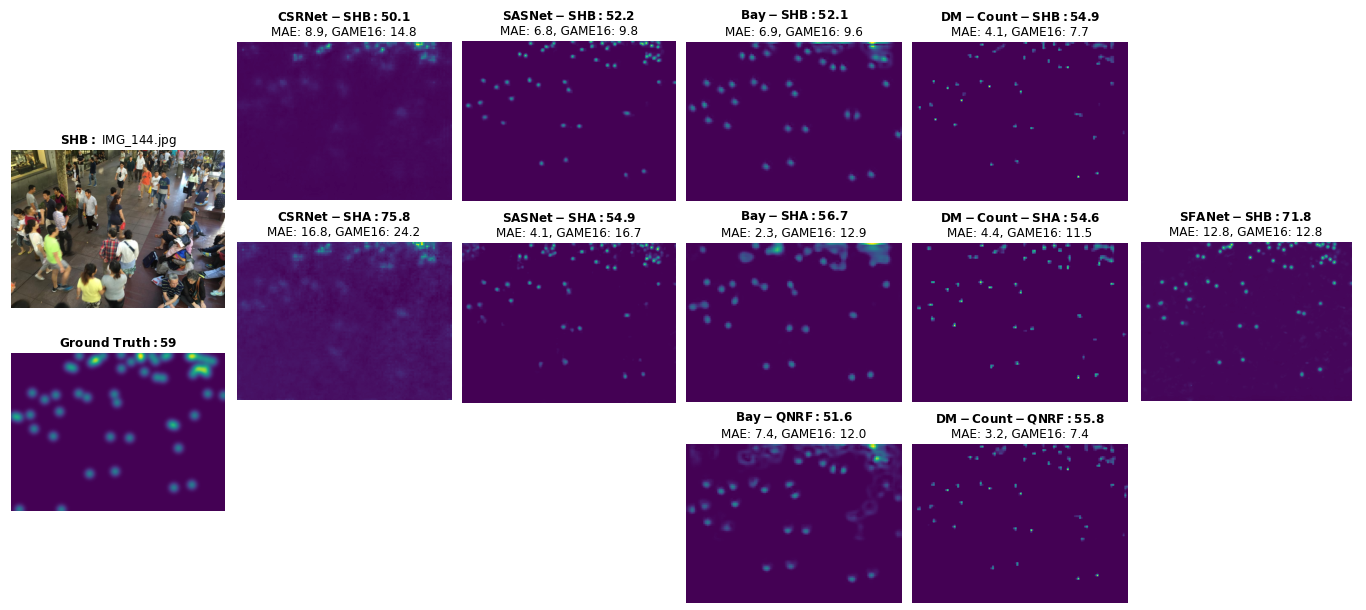 CSRNet−SHB: 50.1
MAE: 8.9, GAME16: 14.8
SASNet−SHB: 52.2
MAE: 6.8, GAME16: 9.8
Bay−SHB: 52.1
MAE: 6.9, GAME16: 9.6
DM−Count−SHB: 54.9
MAE: 4.1, GAME16: 7.7
SHB: IMG_144.jpg
CSRNet−SHA: 75.8
MAE: 16.8, GAME16: 24.2
SASNet−SHA: 54.9
MAE: 4.1, GAME16: 16.7
Bay−SHA: 56.7
MAE: 2.3, GAME16: 12.9
DM−Count−SHA: 54.6
MAE: 4.4, GAME16: 11.5
SFANet−SHB: 71.8
MAE: 12.8, GAME16: 12.8
Ground Truth: 59
Bay−QNRF: 51.6
MAE: 7.4, GAME16: 12.0
DM−Count−QNRF: 55.8
MAE: 3.2, GAME16: 7.4